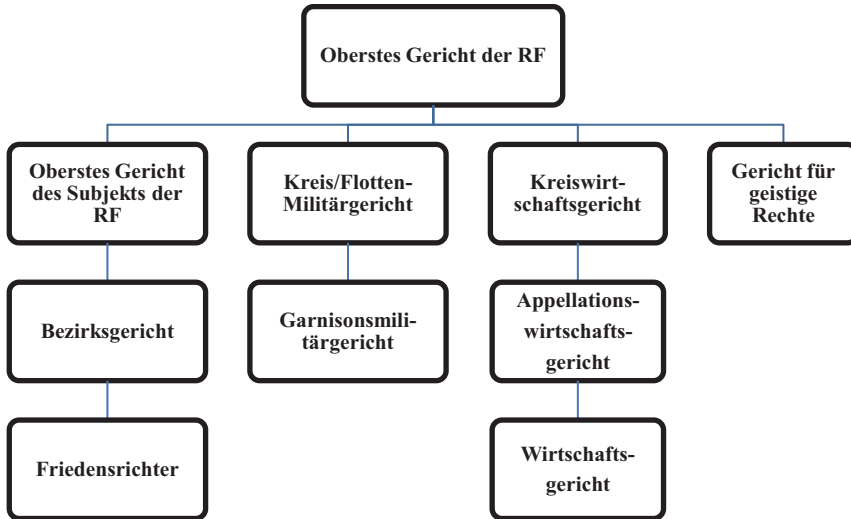 Oberstes Gericht der RF
Oberstes Gericht
des Subjekts der
RF
Kreis/Flotten-
Militärgericht
Kreiswirt-
schaftsgericht
Gericht für
geistige
Rechte
Bezirksgericht
Garnisonsmili-
tärgericht
Appellations-
wirtschafts-
gericht
Friedensrichter
Wirtschafts-
gericht